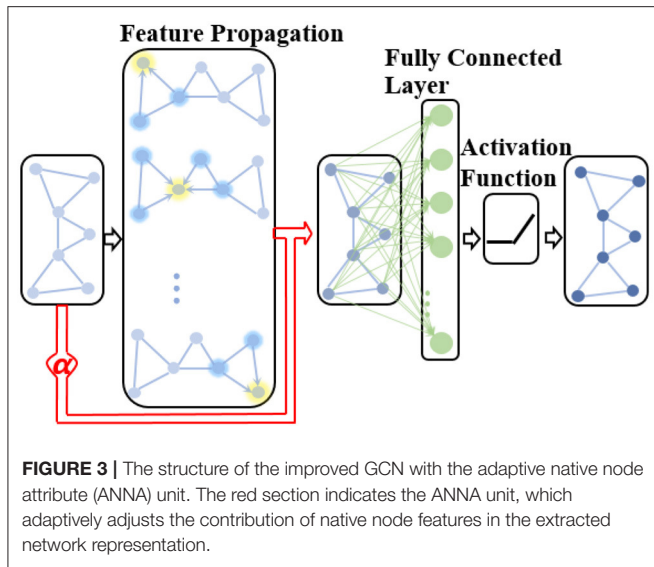 Feature Propagation
Fully Connected
Layer
Activation
Function
α
FIGURE 3 | The structure of the improved GCN with the adaptive native node
attribute (ANNA) unit. The red section indicates the ANNA unit, which
adaptively adjusts the contribution of native node features in the extracted
network representation.